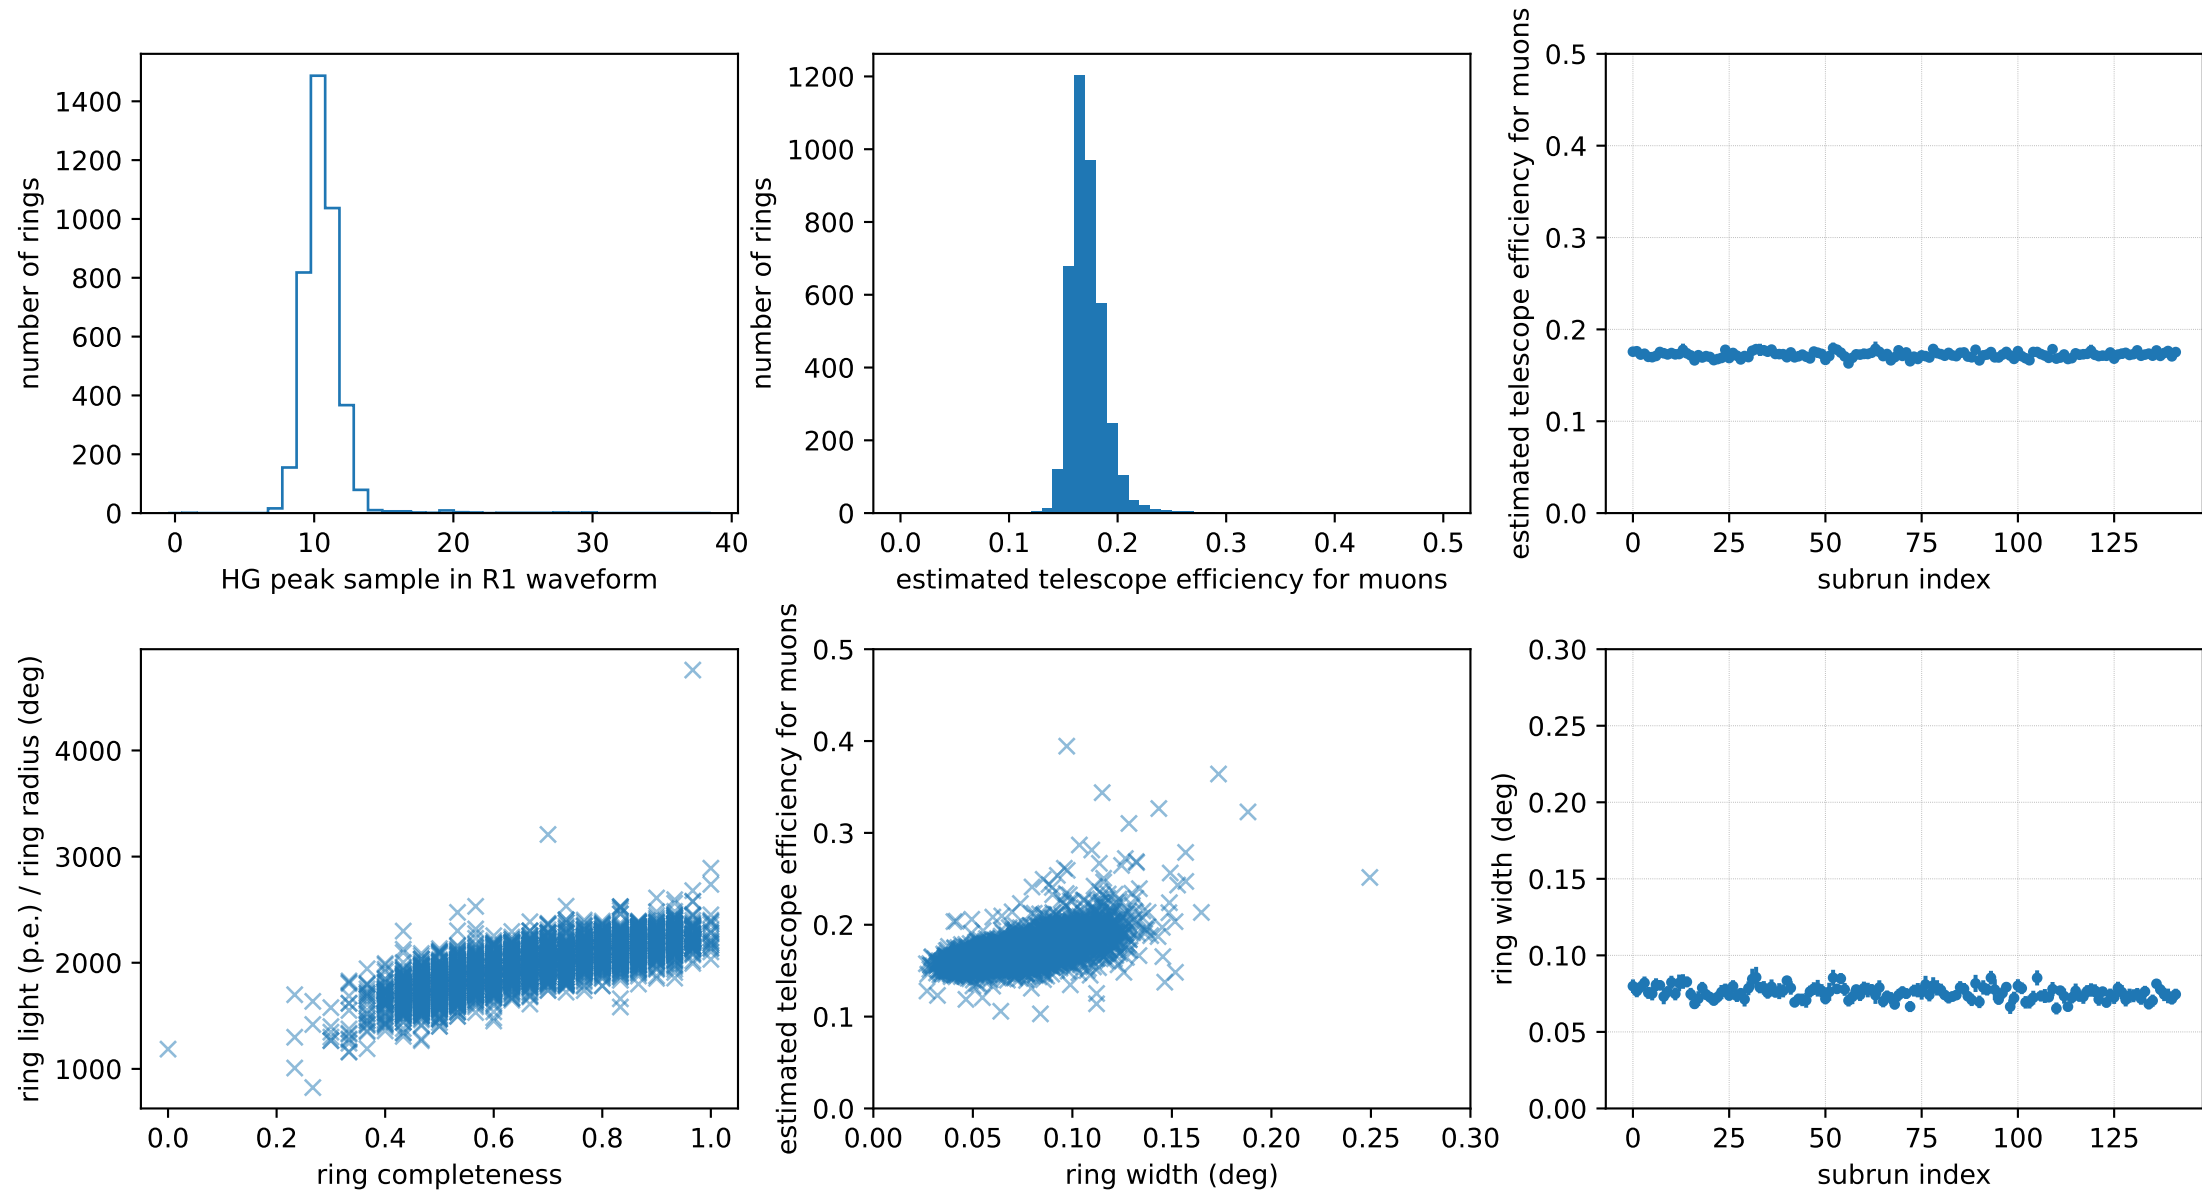 number of rings
1400
1200
1000
800
600
400
200
0
0 10 20 30 40
HG peak sample in R1 waveform
number of rings
1200
1000
800
600
400
200
0
0.0 0.1 0.2 0.3 0.4 0.5
estimated telescope efficiency for muons
estimated telescope efficiency for muons
0.5
0.4
0.3
0.2
0.1
0.0
0 25 50 75 100 125
subrun index
ring light (p.e.) / ring radius (deg)
4000
3000
2000
1000
0.0 0.2 0.4 0.6 0.8 1.0
ring completeness
estimated telescope efficiency for muons
0.5
0.4
0.3
0.2
0.1
0.0
0.00 0.05 0.10 0.15 0.20 0.25 0.30
ring width (deg)
ring width (deg)
0.30
0.25
0.20
0.15
0.10
0.05
0.00
0 25 50 75 100 125
subrun index